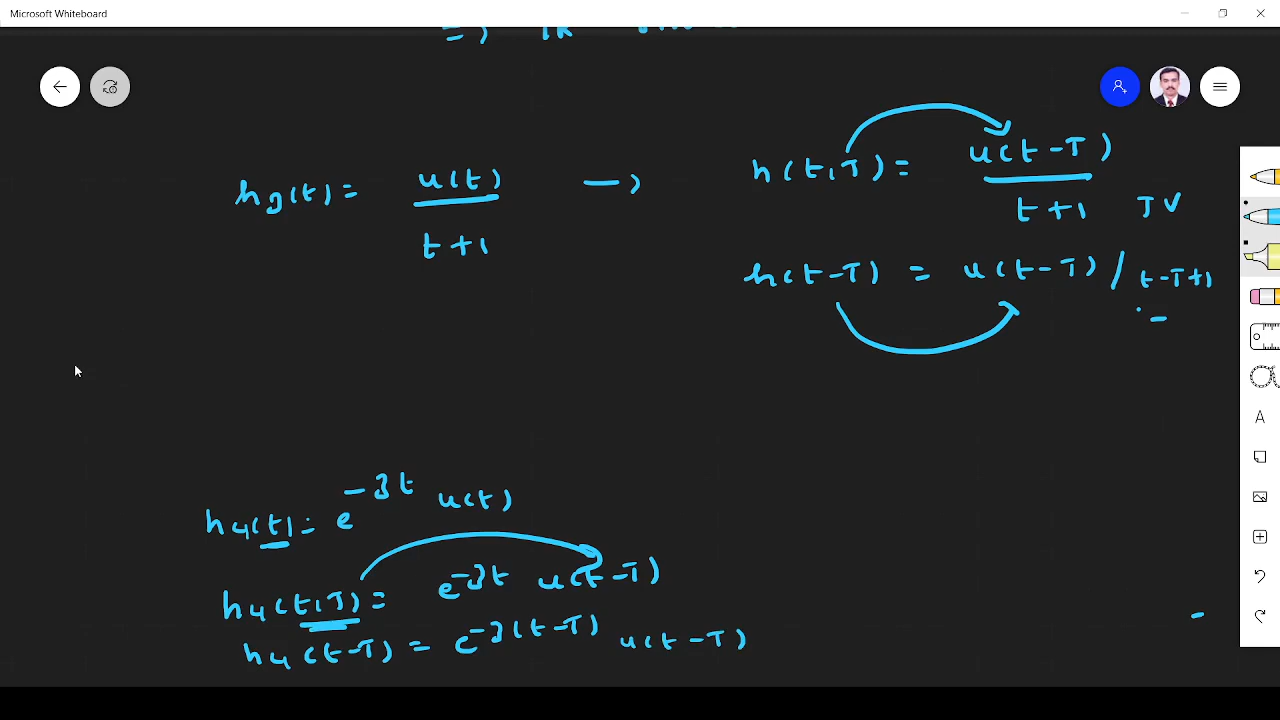 Microsoft Whiteboard
h3(t) = u(t) / t+1 →
h(t,T) = u(t-T) / t+1 TV
h(t-T) = u(t-T) / t-T+1
h4(t) = e^-3t u(t)
h4(t,T) = e^-3t u(t-T)
h4(t-T) = e^-3(t-T) u(t-T)